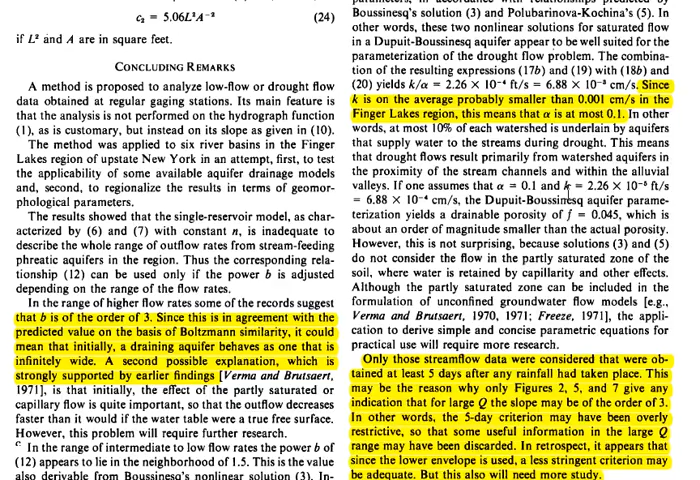 c₂ = 5.06L²A⁻² (24)
if L² and A are in square feet.
CONCLUDING REMARKS
A method is proposed to analyze low-flow or drought flow
data obtained at regular gaging stations. Its main feature is
that the analysis is not performed on the hydrograph function
(1), as is customary, but instead on its slope as given in (10).
The method was applied to six river basins in the Finger
Lakes region of upstate New York in an attempt, first, to test
the applicability of some available aquifer drainage models
and, second, to regionalize the results in terms of geomor-
phological parameters.
The results showed that the single-reservoir model, as char-
acterized by (6) and (7) with constant n, is inadequate to
describe the whole range of outflow rates from stream-feeding
phreatic aquifers in the region. Thus the corresponding rela-
tionship (12) can be used only if the power b is adjusted
depending on the range of the flow rates.
In the range of higher flow rates some of the records suggest
that b is of the order of 3. Since this is in agreement with the
predicted value on the basis of Boltzmann similarity, it could
mean that initially, a draining aquifer behaves as one that is
infinitely wide. A second possible explanation, which is
strongly supported by earlier findings [Verma and Brutsaert,
1971], is that initially, the effect of the partly saturated or
capillary flow is quite important, so that the outflow decreases
faster than it would if the water table were a true free surface.
However, this problem will require further research.
In the range of intermediate to low flow rates the power b of
(12) appears to lie in the neighborhood of 1.5. This is the value
also derivable from Boussinesq's nonlinear solution (3). In-
parameters, in accordance with relationships predicted by
Boussinesq's solution (3) and Polubarinova-Kochina's (5). In
other words, these two nonlinear solutions for saturated flow
in a Dupuit-Boussinesq aquifer appear to be well suited for the
parameterization of the drought flow problem. The combina-
tion of the resulting expressions (17b) and (19) with (18b) and
(20) yields k/α = 2.26 × 10⁻⁴ ft/s = 6.88 × 10⁻³ cm/s. Since
k is on the average probably smaller than 0.001 cm/s in the
Finger Lakes region, this means that α is at most 0.1. In other
words, at most 10% of each watershed is underlain by aquifers
that supply water to the streams during drought. This means
that drought flows result primarily from watershed aquifers in
the proximity of the stream channels and within the alluvial
valleys. If one assumes that α = 0.1 and k = 2.26 × 10⁻⁵ ft/s
= 6.88 × 10⁻⁴ cm/s, the Dupuit-Boussinesq aquifer parame-
terization yields a drainable porosity of f = 0.045, which is
about an order of magnitude smaller than the actual porosity.
However, this is not surprising, because solutions (3) and (5)
do not consider the flow in the partly saturated zone of the
soil, where water is retained by capillarity and other effects.
Although the partly saturated zone can be included in the
formulation of unconfined groundwater flow models [e.g.,
Verma and Brutsaert, 1970, 1971; Freeze, 1971], the appli-
cation to derive simple and concise parametric equations for
practical use will require more research.
Only those streamflow data were considered that were ob-
tained at least 5 days after any rainfall had taken place. This
may be the reason why only Figures 2, 5, and 7 give any
indication that for large Q the slope may be of the order of 3.
In other words, the 5-day criterion may have been overly
restrictive, so that some useful information in the large Q
range may have been discarded. In retrospect, it appears that
since the lower envelope is used, a less stringent criterion may
be adequate. But this also will need more study.